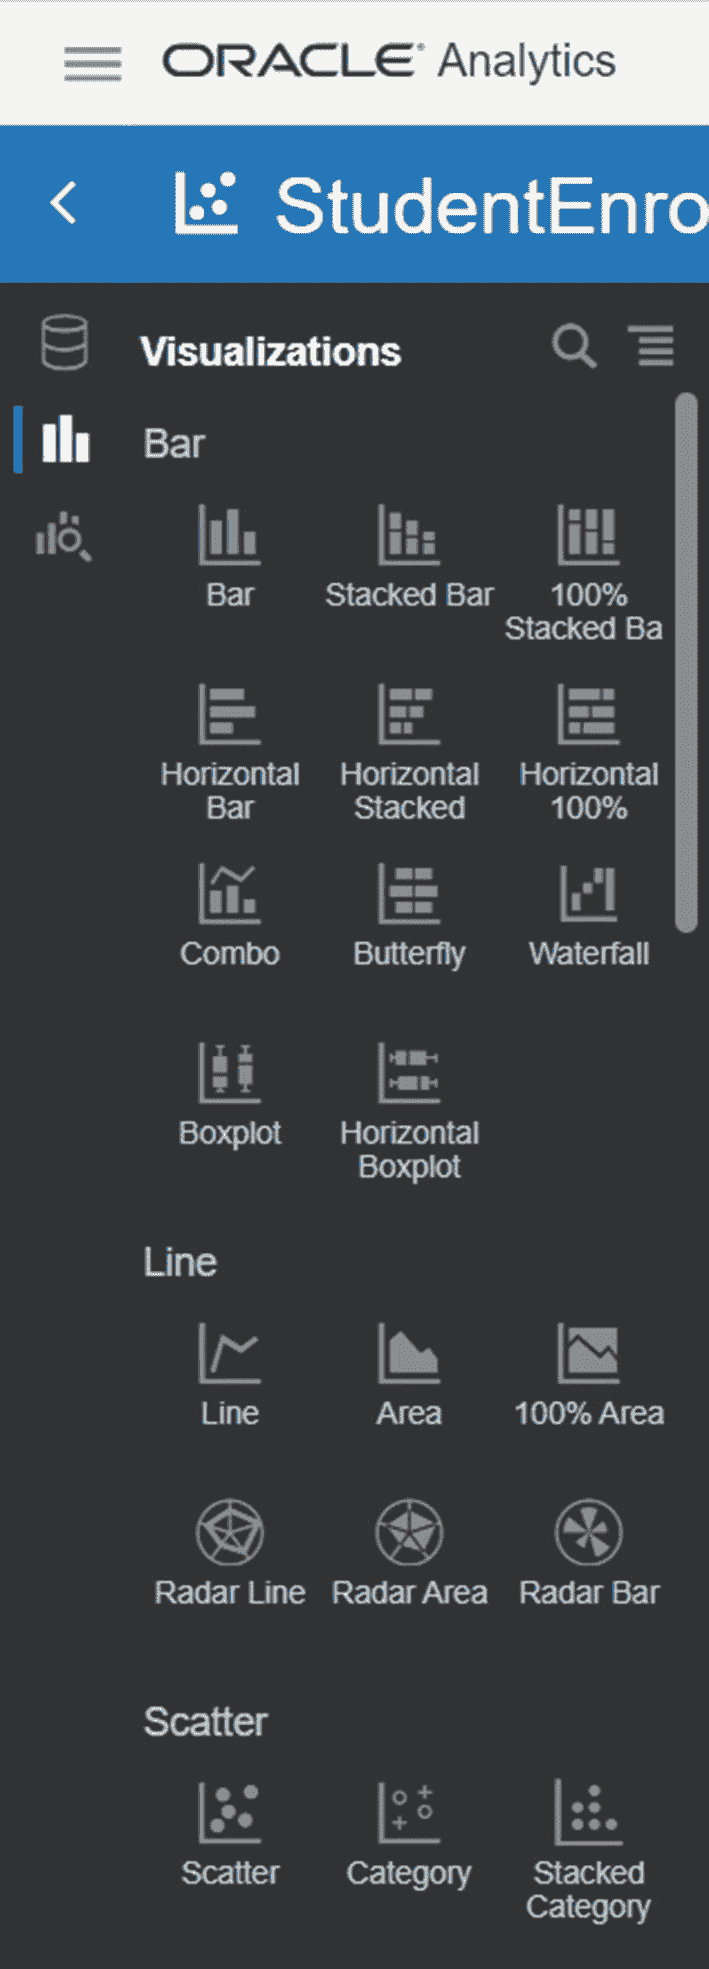 ORACLE® Analytics
StudentEnro
Visualizations
Bar
Bar
Stacked Bar
100%
Stacked Ba
Horizontal
Bar
Horizontal
Stacked
Horizontal
100%
Combo
Butterfly
Waterfall
Boxplot
Horizontal
Boxplot
Line
Line
Area
100% Area
Radar Line
Radar Area
Radar Bar
Scatter
Scatter
Category
Stacked
Category